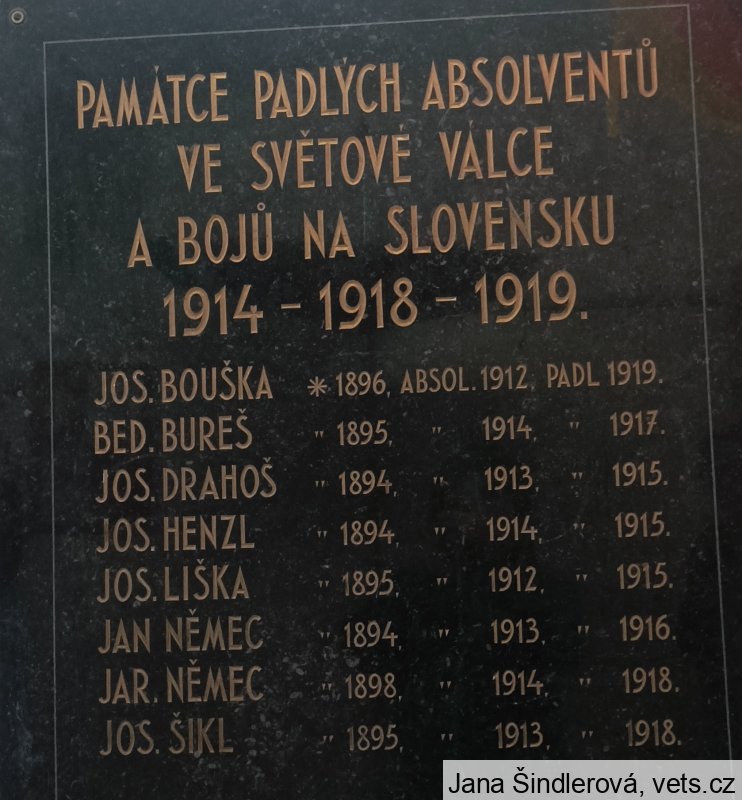 PAMÁTCE PADLÝCH ABSOLVENTŮ
VE SVĚTOVÉ VÁLCE
A BOJŮ NA SLOVENSKU
1914 - 1918 - 1919.
JOS. BOUŠKA * 1896, ABSOL. 1912, PADL 1919.
BED. BUREŠ " 1895, " 1914, " 1917.
JOS. DRAHOŠ " 1894, " 1913, " 1915.
JOS. HENZL " 1894, " 1914, " 1915.
JOS. LIŠKA " 1895, " 1912, " 1915.
JAN NĚMEC " 1894, " 1913, " 1916.
JAR. NĚMEC " 1898, " 1914, " 1918.
JOS. ŠIKL " 1895, " 1913, " 1918.
Jana Šindlerová, vets.cz